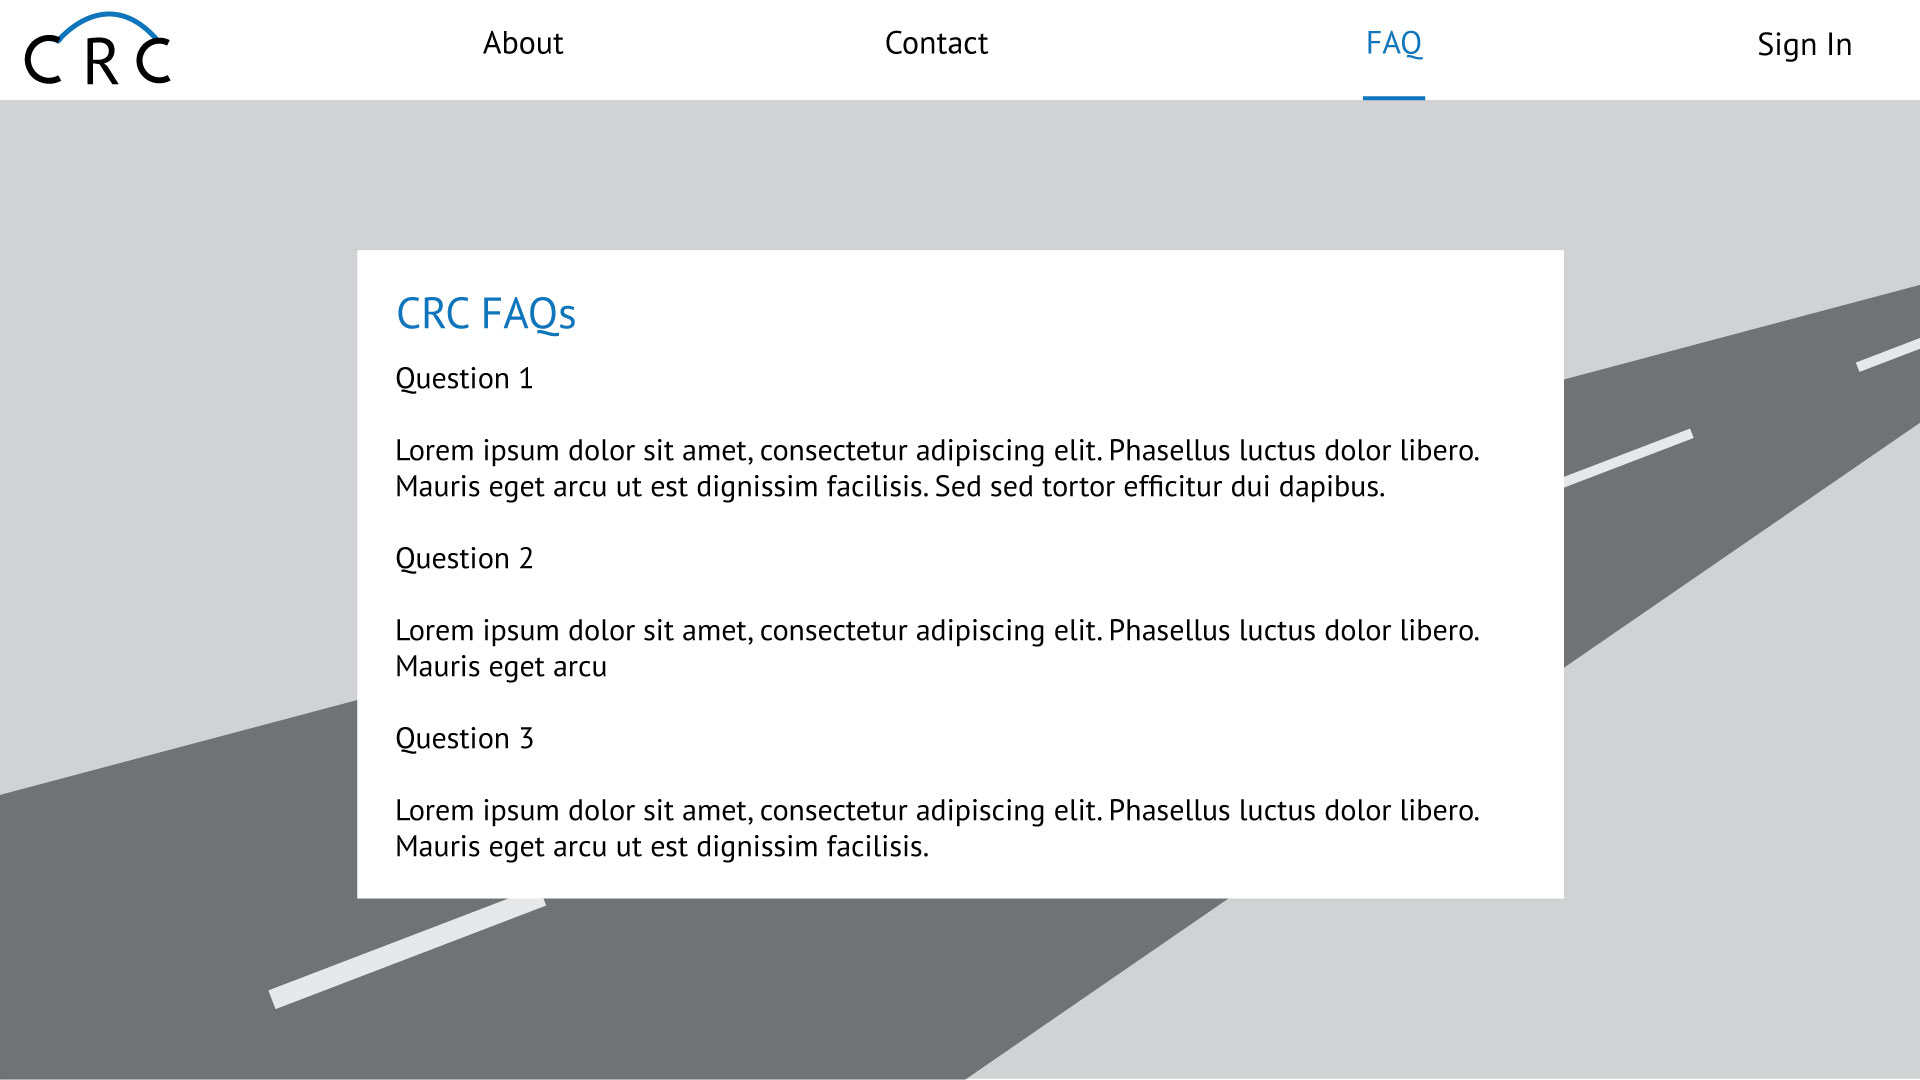 CRC
About
Contact
FAQ
Sign In
CRC FAQs
Question 1
Lorem ipsum dolor sit amet, consectetur adipiscing elit. Phasellus luctus dolor libero.
Mauris eget arcu ut est dignissim facilisis. Sed sed tortor efficitur dui dapibus.
Question 2
Lorem ipsum dolor sit amet, consectetur adipiscing elit. Phasellus luctus dolor libero.
Mauris eget arcu
Question 3
Lorem ipsum dolor sit amet, consectetur adipiscing elit. Phasellus luctus dolor libero.
Mauris eget arcu ut est dignissim facilisis.